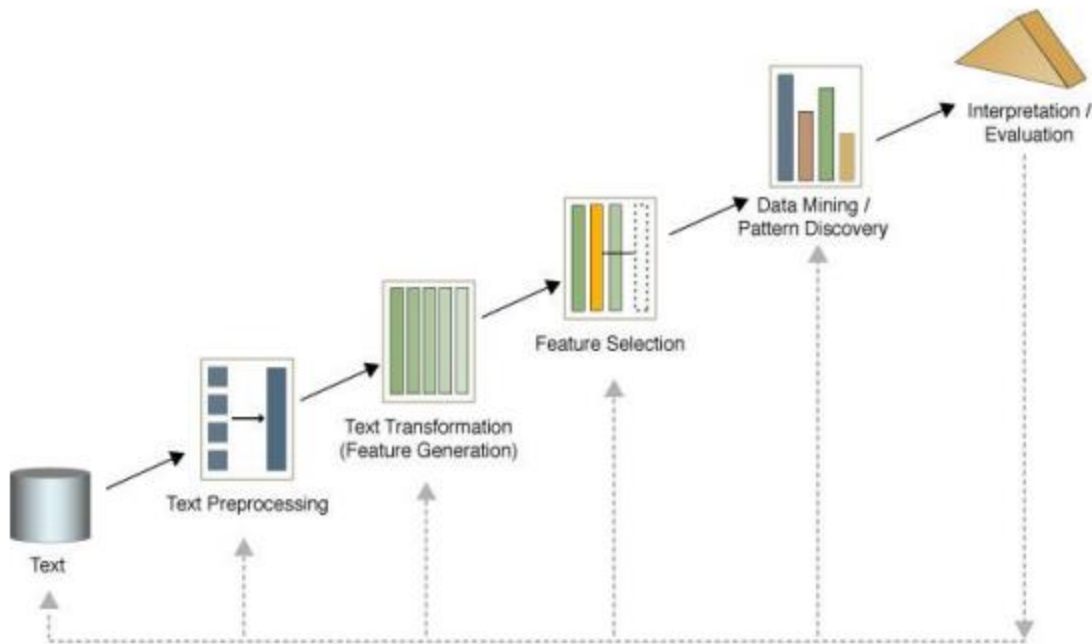 Interpretation /
Evaluation
Data Mining /
Pattern Discovery
Feature Selection
Text Transformation
(Feature Generation)
Text Preprocessing
Text